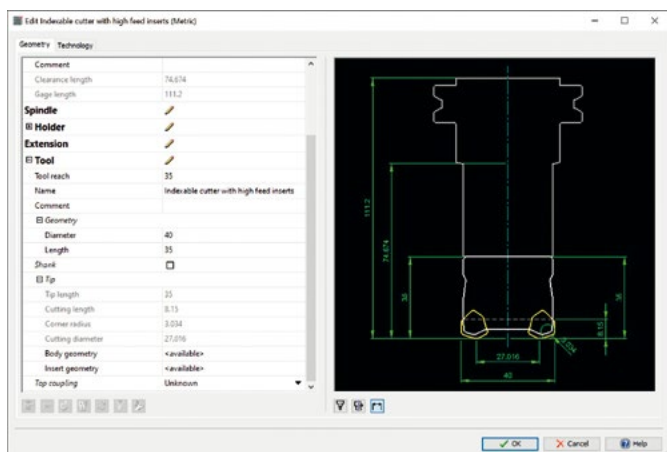 Edit Indexable cutter with high feed inserts (Metric)
Geometry Technology
Comment
Clearance length 74.674
Gage length 111.2
Spindle
Holder
Extension
Tool
Tool reach 35
Name Indexable cutter with high feed inserts
Comment
Geometry
Diameter 40
Length 35
Shank
Tip
Tip length 35
Cutting length 8.15
Corner radius 3.034
Cutting diameter 27.016
Body geometry <available>
Insert geometry <available>
Top coupling Unknown
111.2
74.674
8.15
3.034
27.016
40
OK Cancel Help